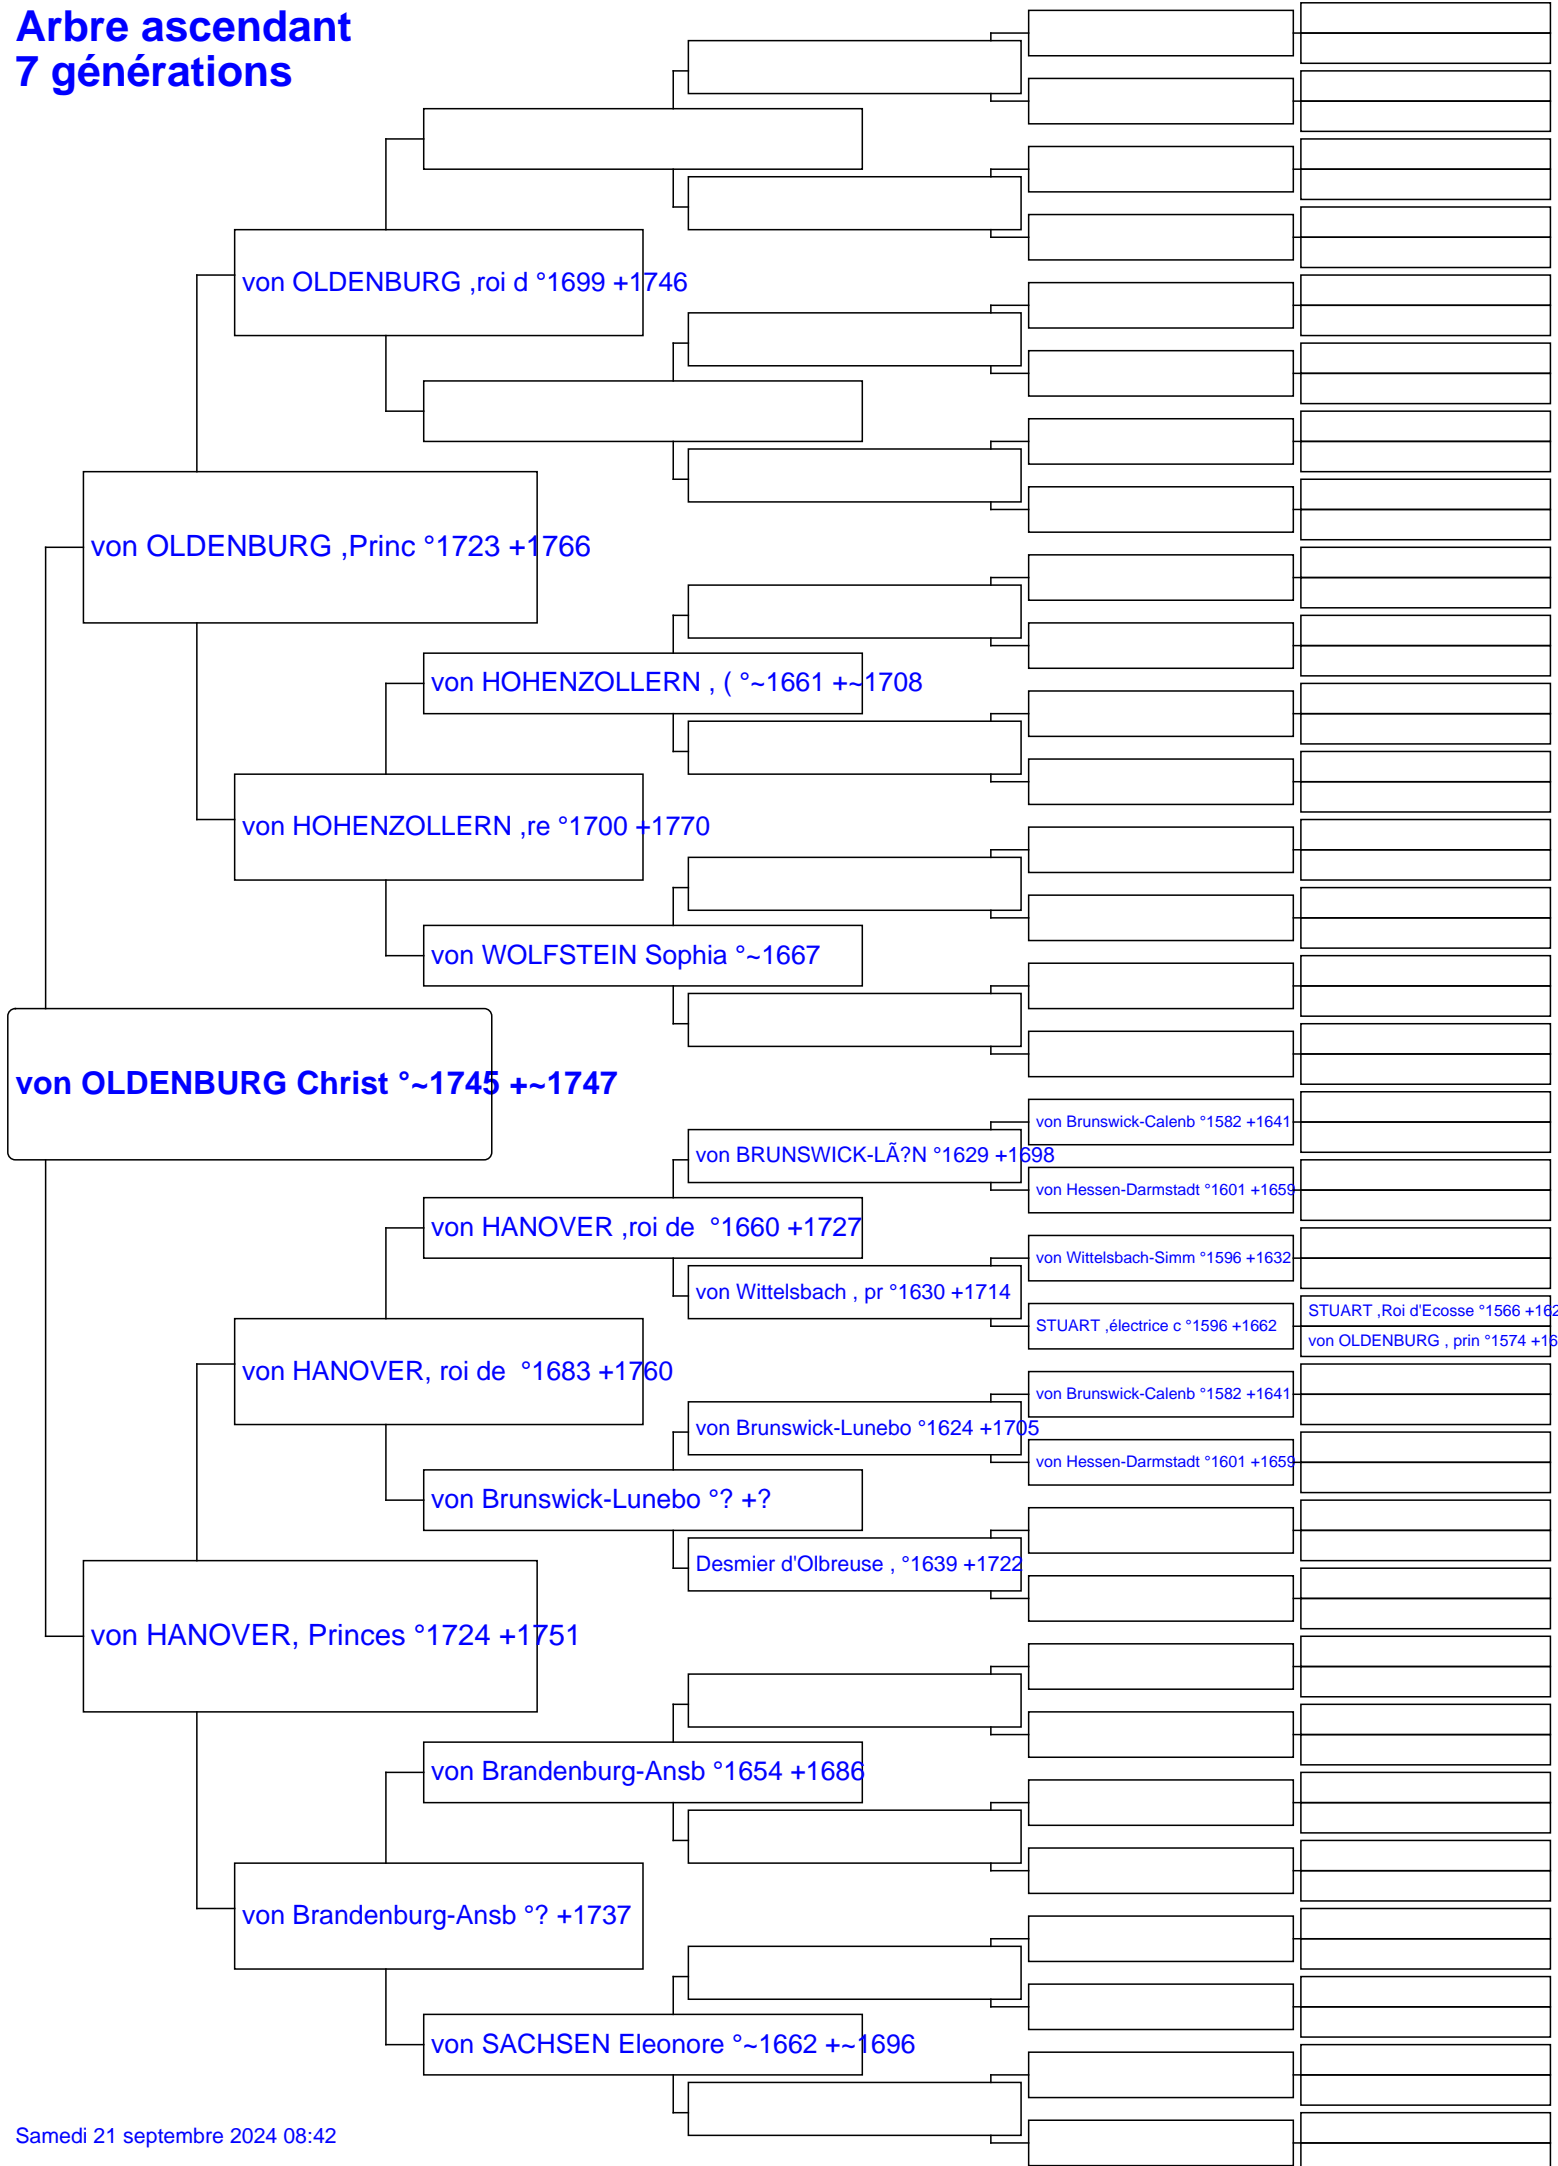 Arbre ascendant
7 générations
von OLDENBURG ,roi d °1699 +1746
von OLDENBURG ,Princ °1723 +1766
von HOHENZOLLERN , ( °~1661 +~1708
von HOHENZOLLERN ,re °1700 +1770
von WOLFSTEIN Sophia °~1667
von OLDENBURG Christ °~1745 +~1747
von Brunswick-Calenb °1582 +1641
von BRUNSWICK-LÃ?N °1629 +1698
von Hessen-Darmstadt °1601 +1659
von HANOVER ,roi de °1660 +1727
von Wittelsbach-Simm °1596 +1632
von Wittelsbach , pr °1630 +1714
STUART ,Roi d'Ecosse °1566 +162
STUART ,électrice c °1596 +1662
von OLDENBURG , prin °1574 +16
von HANOVER, roi de °1683 +1760
von Brunswick-Calenb °1582 +1641
von Brunswick-Lunebo °1624 +1705
von Hessen-Darmstadt °1601 +1659
von Brunswick-Lunebo °? +?
Desmier d'Olbreuse , °1639 +1722
von HANOVER, Princes °1724 +1751
von Brandenburg-Ansb °1654 +1686
von Brandenburg-Ansb °? +1737
von SACHSEN Eleonore °~1662 +~1696
Samedi 21 septembre 2024 08:42